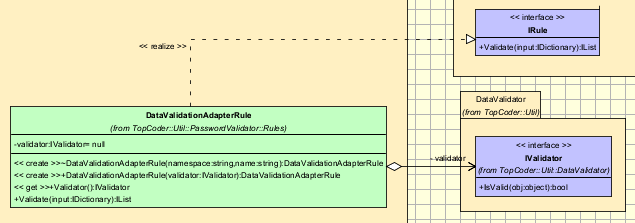 << interface >>
IRule
+Validate(input:IDictionary):IList
<< realize >>
DataValidationAdapterRule
(from TopCoder::Util::PasswordValidator::Rules)
-validator:IValidator= null
<< create >>~DataValidationAdapterRule(namespace:string,name:string):DataValidationAdapterRule
<< create >>+DataValidationAdapterRule(validator:IValidator):DataValidationAdapterRule
<< get >>+Validator():IValidator
+Validate(input:IDictionary):IList
- validator
DataValidator
(from TopCoder::Util)
<< interface >>
IValidator
(from TopCoder::Util::DataValidator)
+IsValid(obj:object):bool